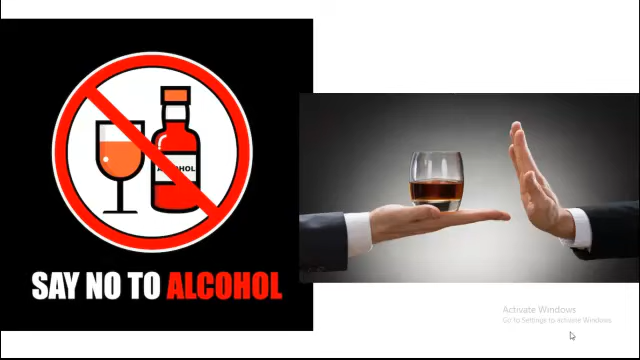 ALCOHOL
SAY NO TO ALCOHOL
Activate Windows
Go to Settings to activate Windows.